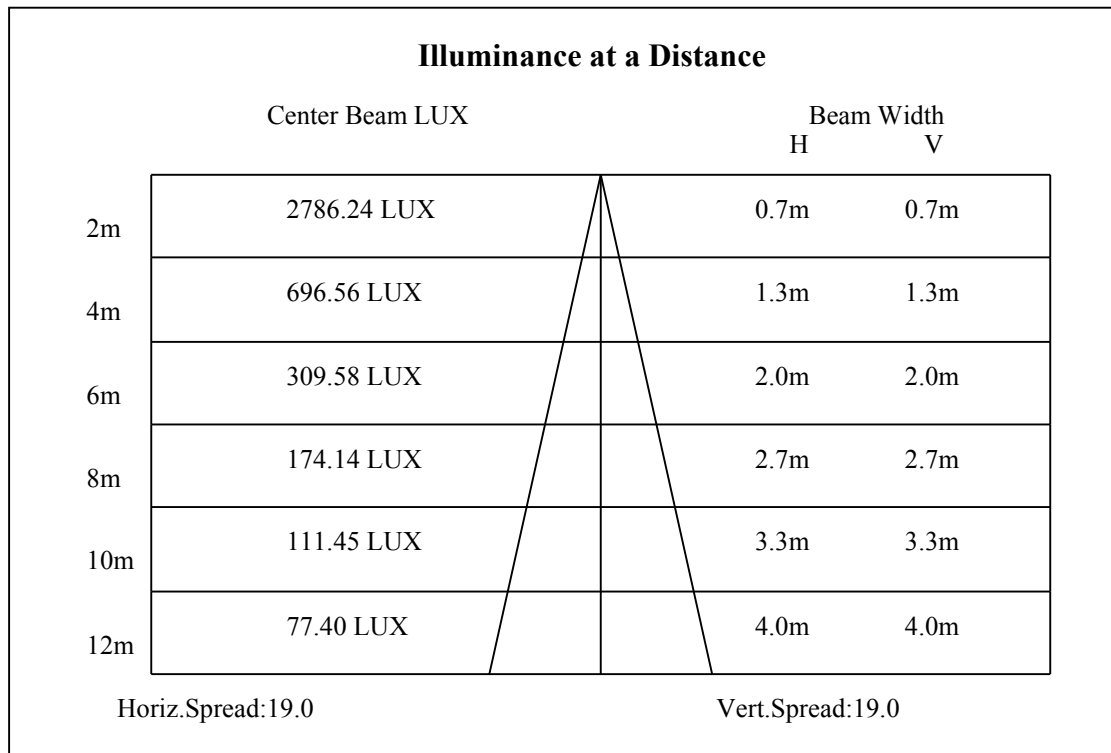 Illuminance at a Distance
Center Beam LUX Beam Width
H V
2786.24 LUX 0.7m 0.7m
2m
696.56 LUX 1.3m 1.3m
4m
309.58 LUX 2.0m 2.0m
6m
174.14 LUX 2.7m 2.7m
8m
111.45 LUX 3.3m 3.3m
10m
77.40 LUX 4.0m 4.0m
12m
Horiz.Spread:19.0 Vert.Spread:19.0